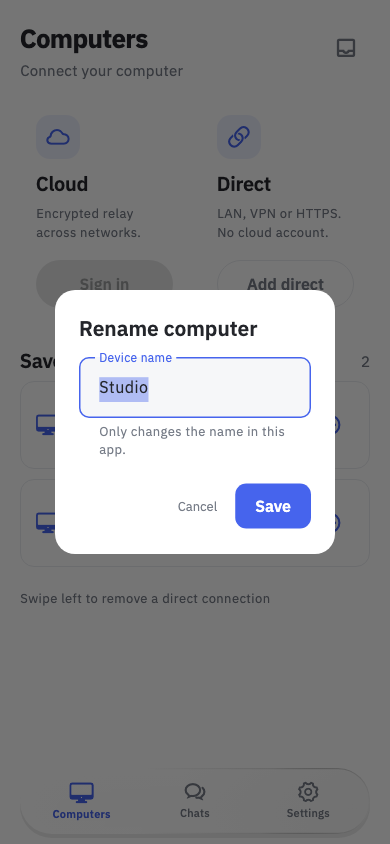 Computers
Connect your computer
Cloud
Encrypted relay
across networks.
Sign in
Direct
LAN, VPN or HTTPS.
No cloud account.
Add direct
2
Rename computer
Device name
Studio
Only changes the name in this
app.
Cancel
Save
Swipe left to remove a direct connection
Computers
Chats
Settings